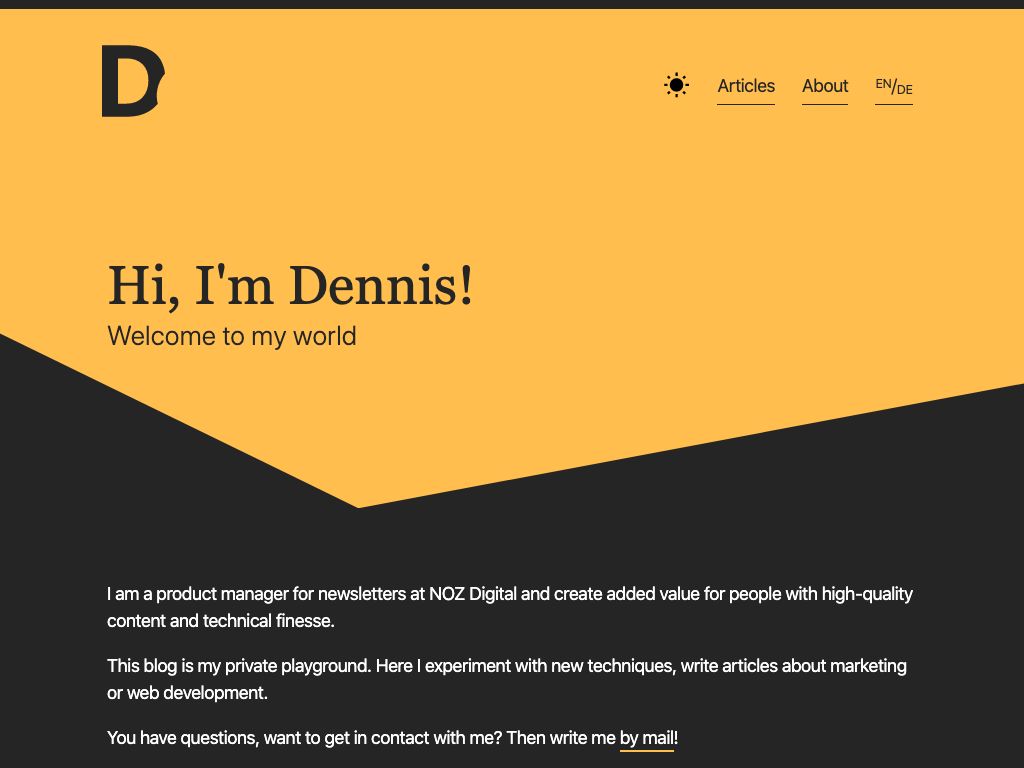 D
Articles About EN/DE
Hi, I'm Dennis!
Welcome to my world
I am a product manager for newsletters at NOZ Digital and create added value for people with high-quality
content and technical finesse.
This blog is my private playground. Here I experiment with new techniques, write articles about marketing
or web development.
You have questions, want to get in contact with me? Then write me by mail!